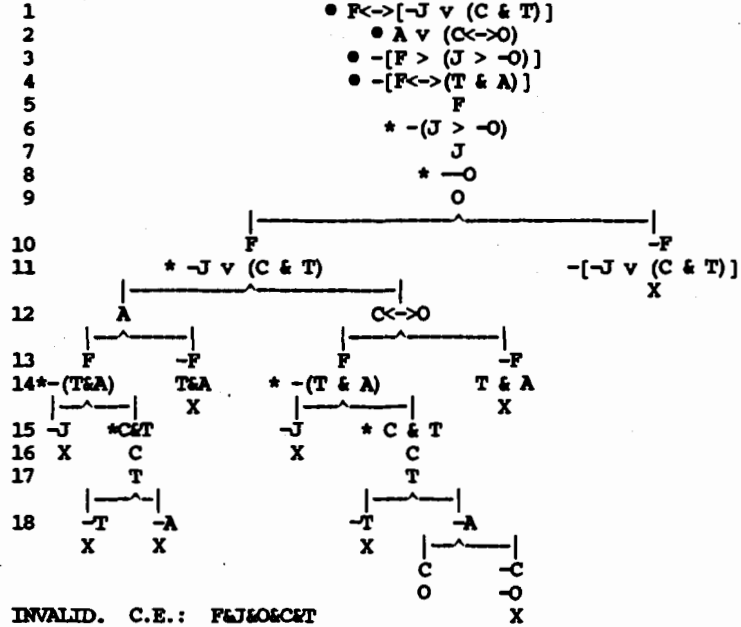 1 ● F<->[-J v (C & T)]
2 ● A v (C<->O)
3 ● -[F > (J > -O)]
4 ● -[F<->(T & A)]
5 F
6 * -(J > -O)
7 J
8 * --O
9 O
10 F -F
11 * -J v (C & T) -[-J v (C & T)]
X
12 A C<->O
13 F -F F -F
14 *-(T&A) T&A * -(T & A) T & A
X X
15 -J *C&T -J * C & T
16 X C X C
17 T T
18 -T -A -T -A
X X X
C -C
O -O
INVALID. C.E.: F&J&O&C&T X